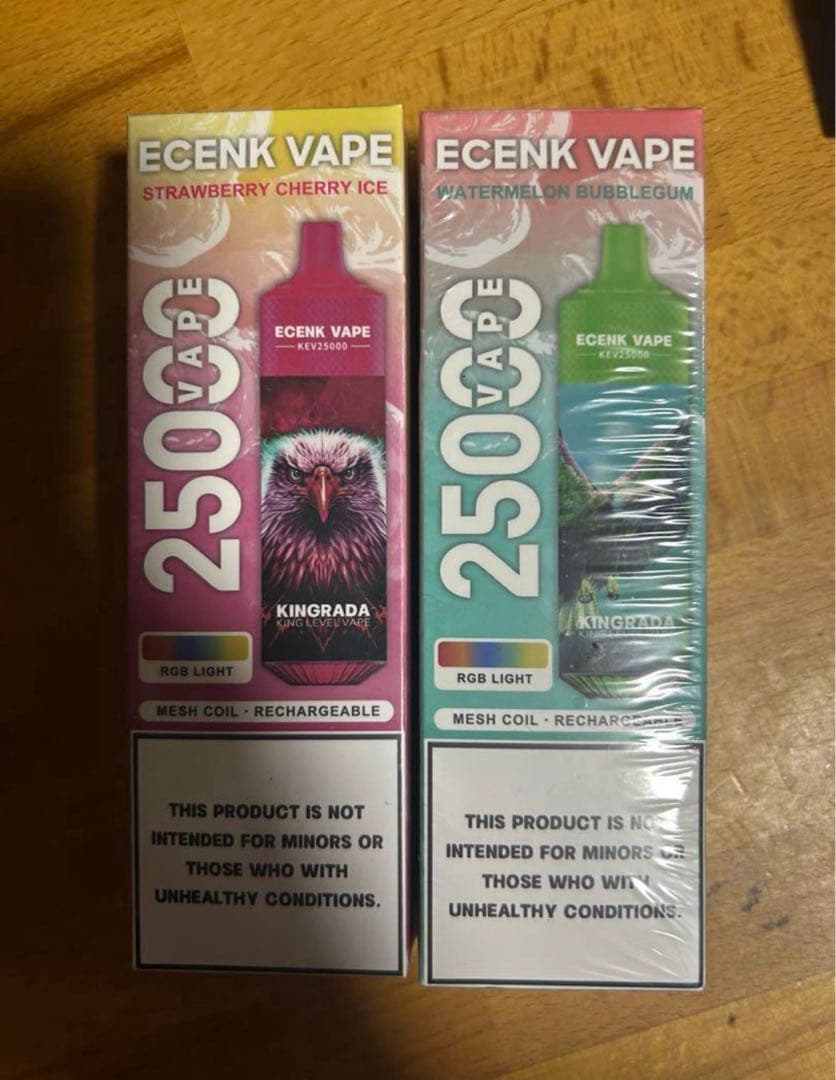 ECENK VAPE
STRAWBERRY CHERRY ICE
25000
VAPE
ECENK VAPE
KEV25000
KINGRADA
KING LEVEL VAPE
RGB LIGHT
MESH COIL · RECHARGEABLE
THIS PRODUCT IS NOT
INTENDED FOR MINORS OR
THOSE WHO WITH
UNHEALTHY CONDITIONS.
ECENK VAPE
WATERMELON BUBBLEGUM
25000
VAPE
ECENK VAPE
KEV25000
KINGRADA
KING LEVEL VAPE
RGB LIGHT
MESH COIL · RECHARGEABLE
THIS PRODUCT IS NOT
INTENDED FOR MINORS OR
THOSE WHO WITH
UNHEALTHY CONDITIONS.